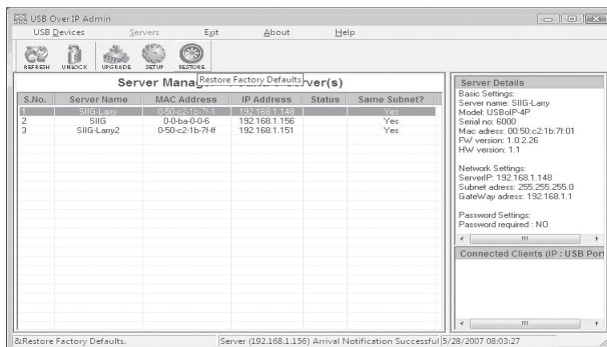 USB Over IP Admin
USB Devices Servers Exit About Help
REFRESH UNLOCK UPGRADE SETUP RESTORE
Restore Factory Defaults
S.No. Server Name MAC Address IP Address Status Same Subnet?
1 SIIG-Larry 0-50-c2-1b-7f-1 192.168.1.148 Yes
2 SIIG 0-0-ba-0-0-6 192.168.1.156 Yes
3 SIIG-Larry2 0-50-c2-1b-7f-ff 192.168.1.151 Yes
Server Details
Basic Settings:
Server name: SIIG-Larry
Model: USBoIP-4P
Serial no: 6000
Mac adress: 00:50:c2:1b:7f:01
FW version: 1.0.2.26
HW version: 1.1
Network Settings:
ServerIP: 192.168.1.148
Subnet adress: 255.255.255.0
GateWay adress: 192.168.1.1
Password Settings:
Password required : NO
Connected Clients (IP : USB Port
&Restore Factory Defaults.
Server (192.168.1.156) Arrival Notification Successful
5/28/2007 08:03:27